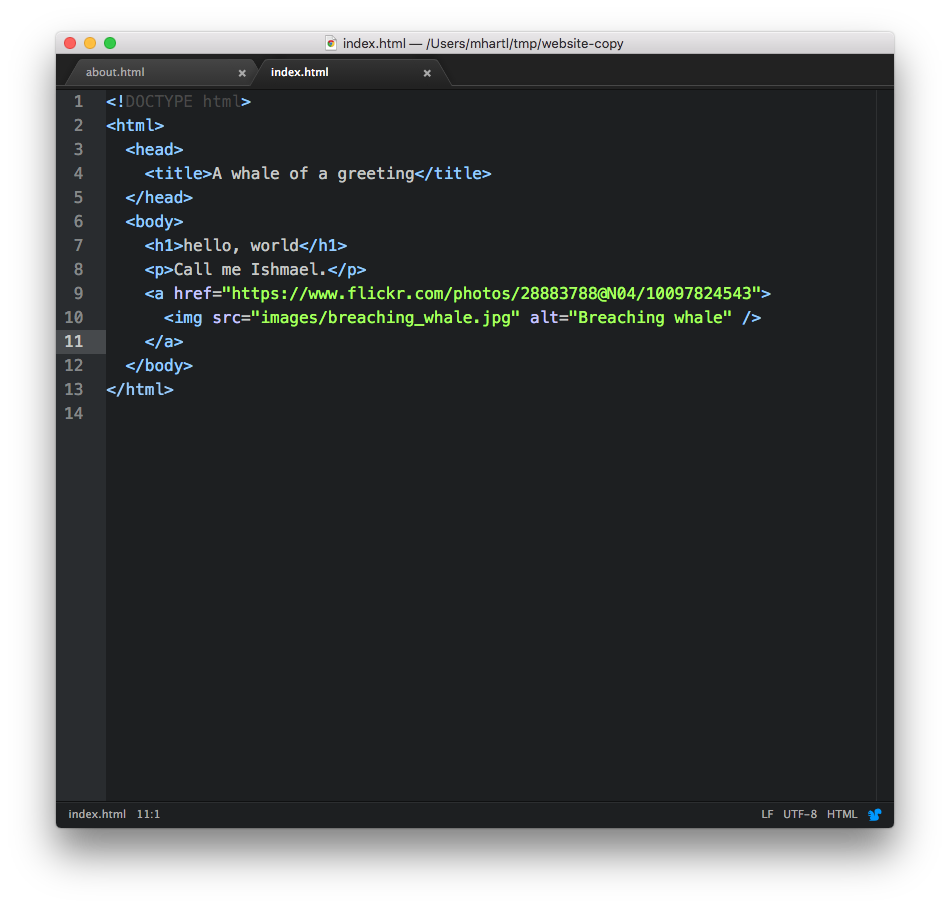 index.html — /Users/mhartl/tmp/website-copy
about.html × index.html ×
1 <!DOCTYPE html>
2 <html>
3   <head>
4     <title>A whale of a greeting</title>
5   </head>
6   <body>
7     <h1>hello, world</h1>
8     <p>Call me Ishmael.</p>
9     <a href="https://www.flickr.com/photos/28883788@N04/10097824543">
10       <img src="images/breaching_whale.jpg" alt="Breaching whale" />
11     </a>
12   </body>
13 </html>
14
index.html 11:1 LF UTF-8 HTML